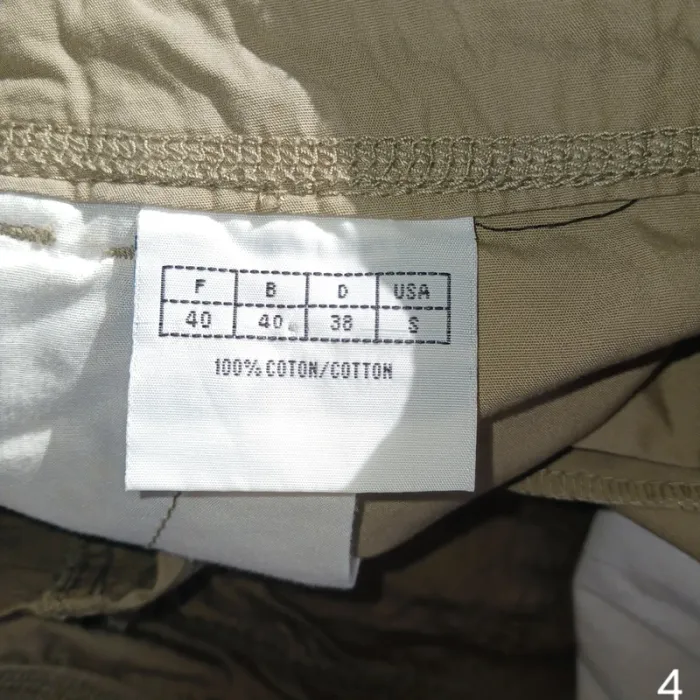 F B D USA
40 40 38 S
100% COTON/COTTON
4